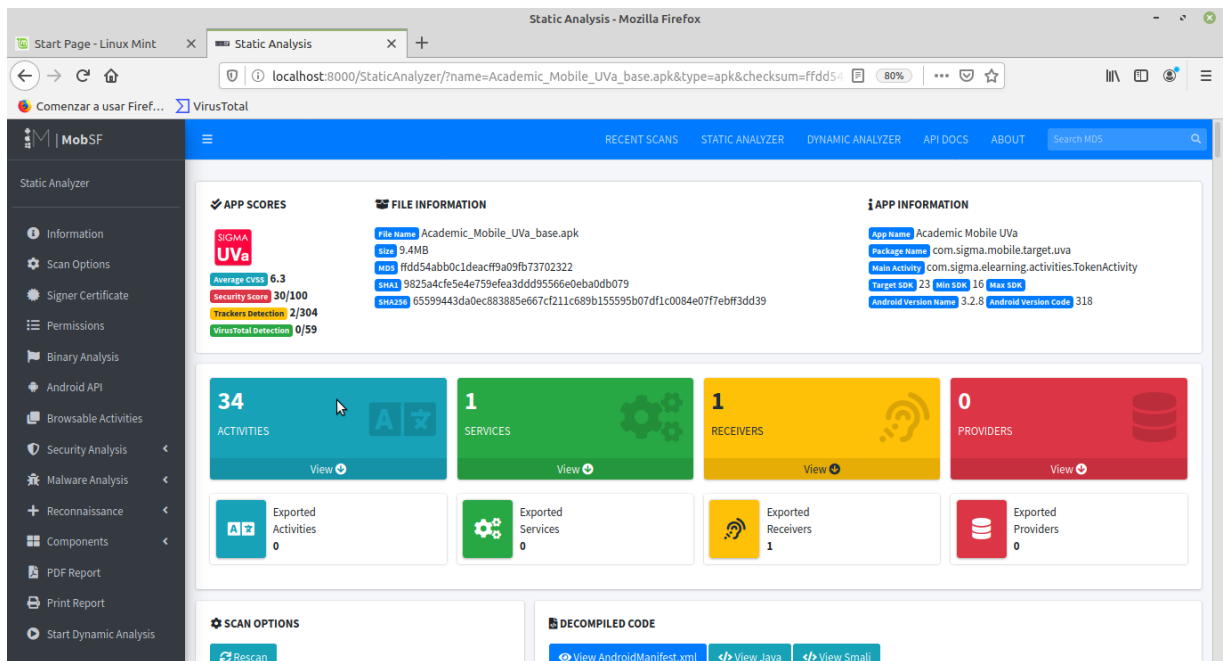 Static Analysis - Mozilla Firefox
Start Page - Linux Mint
Static Analysis
localhost:8000/StaticAnalyzer/?name=Academic_Mobile_UVa_base.apk&type=apk&checksum=ffdd54
80%
Comenzar a usar Firef...
VirusTotal
MobSF
RECENT SCANS
STATIC ANALYZER
DYNAMIC ANALYZER
API DOCS
ABOUT
Search MD5
Static Analyzer
Information
Scan Options
Signer Certificate
Permissions
Binary Analysis
Android API
Browsable Activities
Security Analysis
Malware Analysis
Reconnaissance
Components
PDF Report
Print Report
Start Dynamic Analysis
APP SCORES
SIGMA
UVa
Average CVSS 6.3
Security Score 30/100
Trackers Detection 2/304
VirusTotal Detection 0/59
FILE INFORMATION
File Name Academic_Mobile_UVa_base.apk
Size 9.4MB
MD5 ffdd54abb0c1deacff9a09fb73702322
SHA1 9825a4cfe5e4e759efea3ddd95566e0eba0db079
SHA256 65599443da0ec883885e667cf211c689b155595b07df1c0084e07f7ebff3dd39
APP INFORMATION
App Name Academic Mobile UVa
Package Name com.sigma.mobile.target.uva
Main Activity com.sigma.elearning.activities.TokenActivity
Target SDK 23 Min SDK 16 Max SDK
Android Version Name 3.2.8 Android Version Code 318
34
ACTIVITIES
View
1
SERVICES
View
1
RECEIVERS
View
0
PROVIDERS
View
Exported
Activities
0
Exported
Services
0
Exported
Receivers
1
Exported
Providers
0
SCAN OPTIONS
Rescan
DECOMPILED CODE
View AndroidManifest.xml
View Java
View Smali